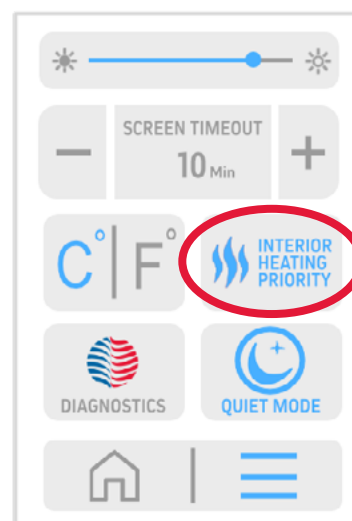 SCREEN TIMEOUT
10 Min
C° | F°
INTERIOR
HEATING
PRIORITY
DIAGNOSTICS
QUIET MODE